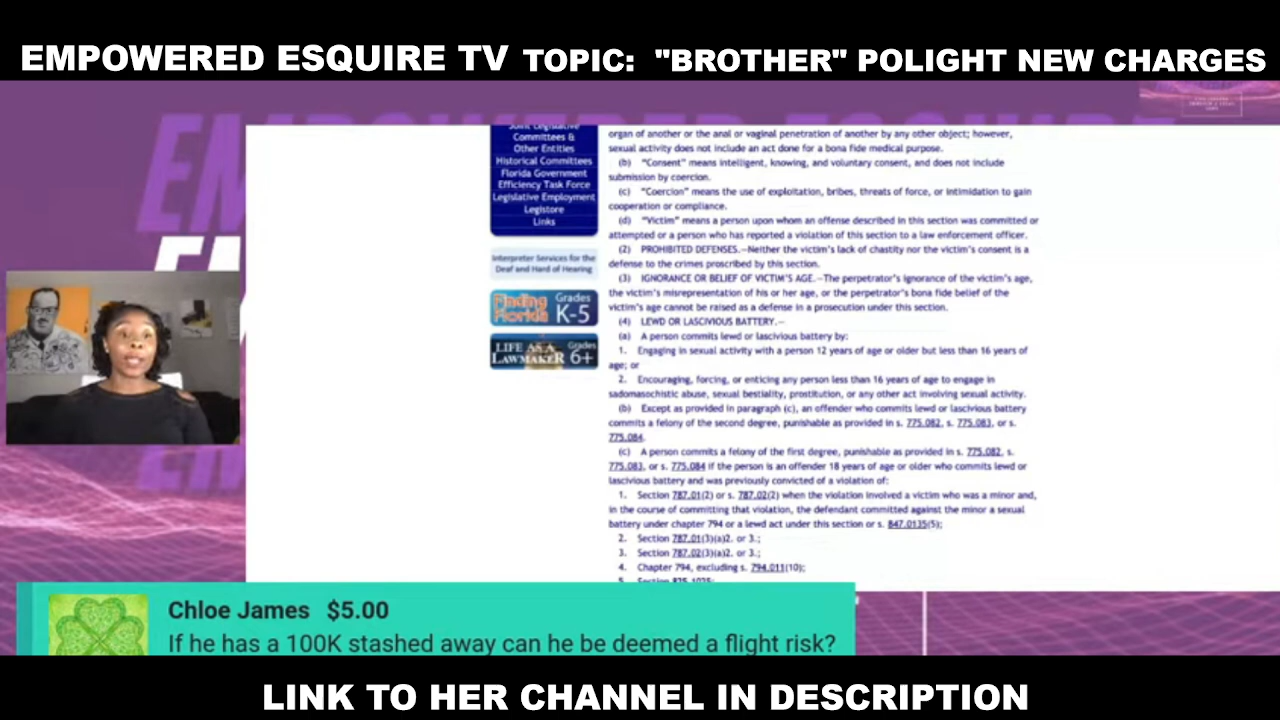 EMPOWERED ESQUIRE TV TOPIC: "BROTHER" POLIGHT NEW CHARGES
Joint Legislative
Committees &
Other Entities
Historical Committees
Florida Government
Efficiency Task Force
Legislative Employment
Legistore
Links
Interpreter Services for the
Deaf and Hard of Hearing
Finding
Florida
Grades
K-5
LIFE AS A
LAWMAKER
Grades
6+
organ of another or the anal or vaginal penetration of another by any other object; however,
sexual activity does not include an act done for a bona fide medical purpose.
(b) "Consent" means intelligent, knowing, and voluntary consent, and does not include
submission by coercion.
(c) "Coercion" means the use of exploitation, bribes, threats of force, or intimidation to gain
cooperation or compliance.
(d) "Victim" means a person upon whom an offense described in this section was committed or
attempted or a person who has reported a violation of this section to a law enforcement officer.
(2) PROHIBITED DEFENSES.—Neither the victim's lack of chastity nor the victim's consent is a
defense to the crimes proscribed by this section.
(3) IGNORANCE OR BELIEF OF VICTIM'S AGE.—The perpetrator's ignorance of the victim's age,
the victim's misrepresentation of his or her age, or the perpetrator's bona fide belief of the
victim's age cannot be raised as a defense in a prosecution under this section.
(4) LEWD OR LASCIVIOUS BATTERY.—
(a) A person commits lewd or lascivious battery by:
1. Engaging in sexual activity with a person 12 years of age or older but less than 16 years of
age; or
2. Encouraging, forcing, or enticing any person less than 16 years of age to engage in
sadomasochistic abuse, sexual bestiality, prostitution, or any other act involving sexual activity.
(b) Except as provided in paragraph (c), an offender who commits lewd or lascivious battery
commits a felony of the second degree, punishable as provided in s. 775.082, s. 775.083, or s.
775.084.
(c) A person commits a felony of the first degree, punishable as provided in s. 775.082, s.
775.083, or s. 775.084 if the person is an offender 18 years of age or older who commits lewd or
lascivious battery and was previously convicted of a violation of:
1. Section 787.01(2) or s. 787.02(2) when the violation involved a victim who was a minor and,
in the course of committing that violation, the defendant committed against the minor a sexual
battery under chapter 794 or a lewd act under this section or s. 847.0135(5);
2. Section 787.01(3)(a)2. or 3.;
3. Section 787.02(3)(a)2. or 3.;
4. Chapter 794, excluding s. 794.011(10);
5. Section 825.1025;
Chloe James $5.00
If he has a 100K stashed away can he be deemed a flight risk?
LINK TO HER CHANNEL IN DESCRIPTION